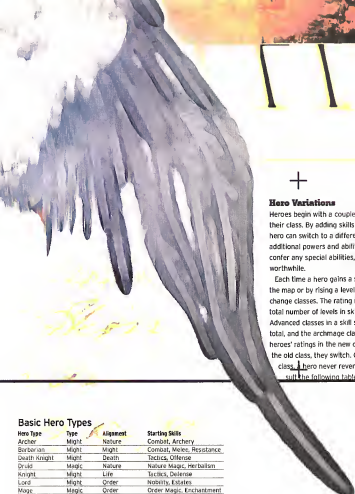 Hero Variations
Heroes begin with a couple
their class. By adding skills
hero can switch to a differe
additional powers and abilit
confer any special abilities,
worthwhile.
Each time a hero gains a s
the map or by rising a level
change classes. The rating i
total number of levels in sk
Advanced classes in a skill s
total, and the archmage cla
heroes' ratings in the new c
the old class, they switch. 
class. A hero never rever
sult the following tabl
Basic Hero Types
Hero Type Type Alignment Starting Skills
Archer Might Nature Combat, Archery
Barbarian Might Might Combat, Melee, Resistance
Death Knight Might Death Tactics, Offense
Druid Magic Nature Nature Magic, Herbalism
Knight Might Life Tactics, Defense
Lord Might Order Nobility, Estates
Mage Magic Order Order Magic, Enchantment